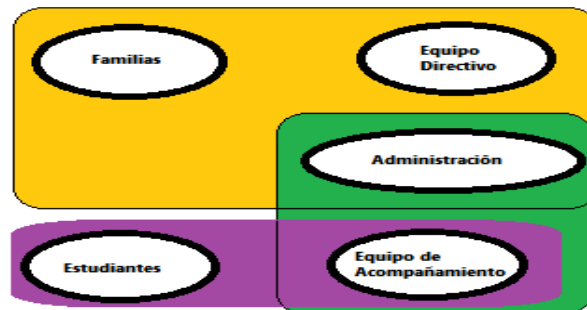 Familias
Equipo
Directivo
Administración
Estudiantes
Equipo de
Acompañamiento